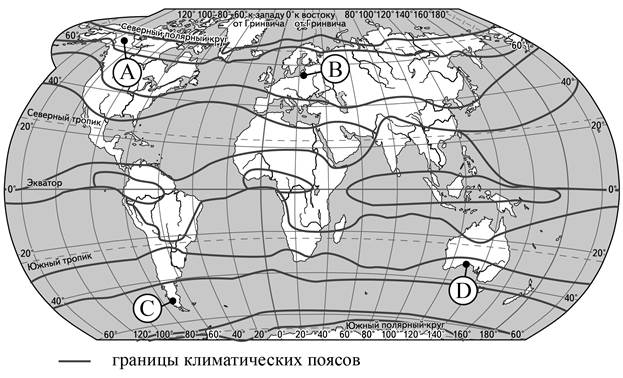 120° 100° 80° 60° к западу 0° к востоку 80° 100° 120° 140° 160° 180°
от Гринвича от Гринвича
Северный полярный круг
60° 60°
A B
40° 40°
Северный тропик
20° 20°
Экватор
0° 0°
20° 20°
Южный тропик
40° 40°
C D
Южный полярный круг
60° 120° 100° 80° 60° 40° 20° 0° 20° 40° 60° 80° 100° 120° 140° 160° 180° 60°
границы климатических поясов